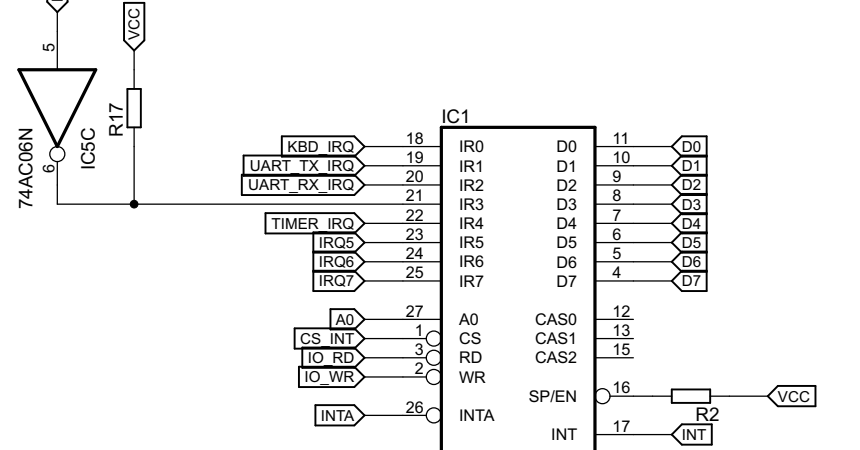 VCC
5
R17
74AC06N
IC5C
6
IC1
KBD_IRQ 18 IR0 D0 11 D0
UART_TX_IRQ 19 IR1 D1 10 D1
UART_RX_IRQ 20 IR2 D2 9 D2
21 IR3 D3 8 D3
TIMER_IRQ 22 IR4 D4 7 D4
IRQ5 23 IR5 D5 6 D5
IRQ6 24 IR6 D6 5 D6
IRQ7 25 IR7 D7 4 D7
A0 27 A0 CAS0 12
CS_INT 1 CS CAS1 13
IO_RD 3 RD CAS2 15
IO_WR 2 WR
SP/EN 16 VCC
R2
INTA 26 INTA
INT 17 INT